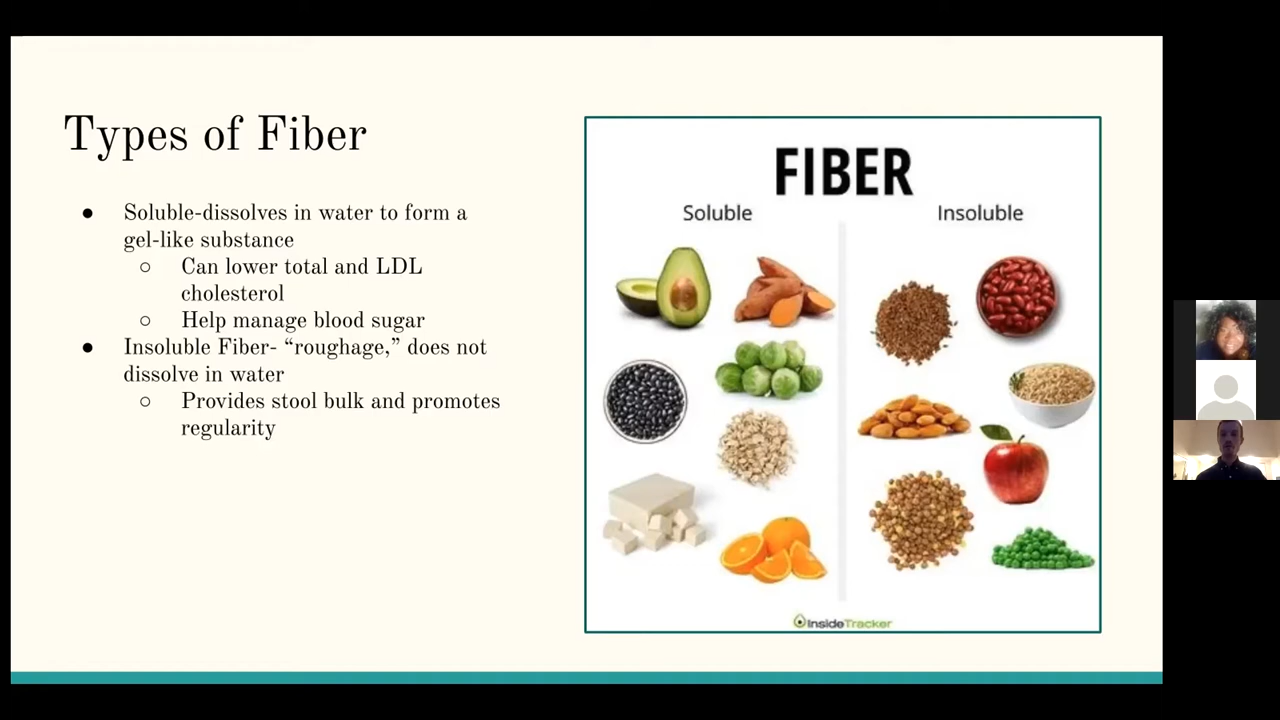 Types of Fiber
● Soluble-dissolves in water to form a
gel-like substance
○ Can lower total and LDL
cholesterol
○ Help manage blood sugar
● Insoluble Fiber- “roughage,” does not
dissolve in water
○ Provides stool bulk and promotes
regularity
FIBER
Soluble
Insoluble
InsideTracker